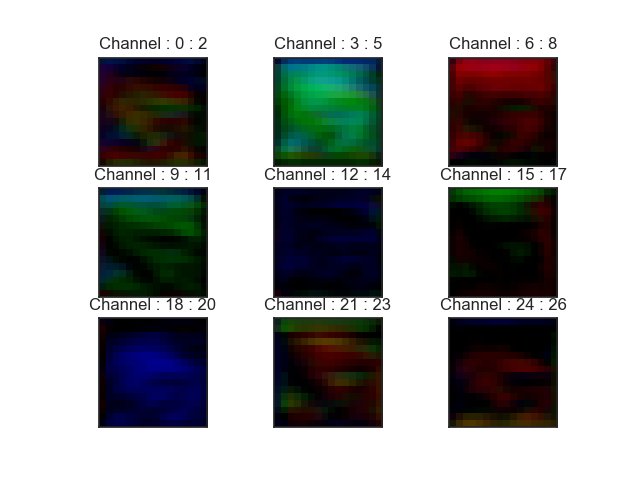 Channel : 0 : 2
Channel : 3 : 5
Channel : 6 : 8
Channel : 9 : 11
Channel : 12 : 14
Channel : 15 : 17
Channel : 18 : 20
Channel : 21 : 23
Channel : 24 : 26